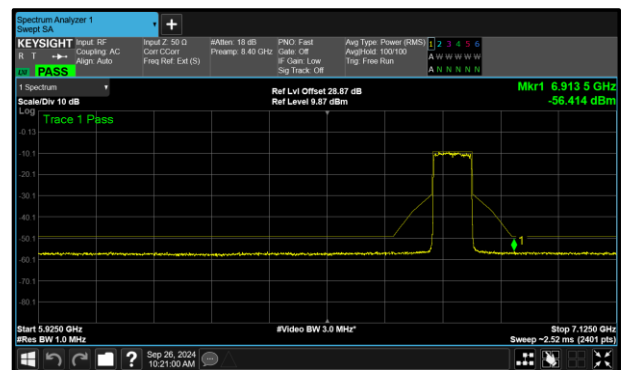 Spectrum Analyzer 1
Swept SA
+
KEYSIGHT
R T
PASS
Input: RF
Coupling: AC
Align: Auto
Input Z: 50 Ω
Corr CCorr
Freq Ref: Ext (S)
#Atten: 18 dB
Preamp: 8.40 GHz
PNO: Fast
Gate: Off
IF Gain: Low
Sig Track: Off
Avg Type: Power (RMS)
Avg|Hold: 100/100
Trig: Free Run
1 2 3 4 5 6
A W W W W W
A N N N N N
1 Spectrum
Scale/Div 10 dB
Ref Lvl Offset 28.87 dB
Ref Level 9.87 dBm
Mkr1 6.913 5 GHz
-56.414 dBm
Log
Trace 1 Pass
-0.13
-10.1
-20.1
-30.1
-40.1
-50.1
-60.1
-70.1
-80.1
1
Start 5.9250 GHz
#Res BW 1.0 MHz
#Video BW 3.0 MHz*
Stop 7.1250 GHz
Sweep ~2.52 ms (2401 pts)
?
Sep 26, 2024
10:21:00 AM